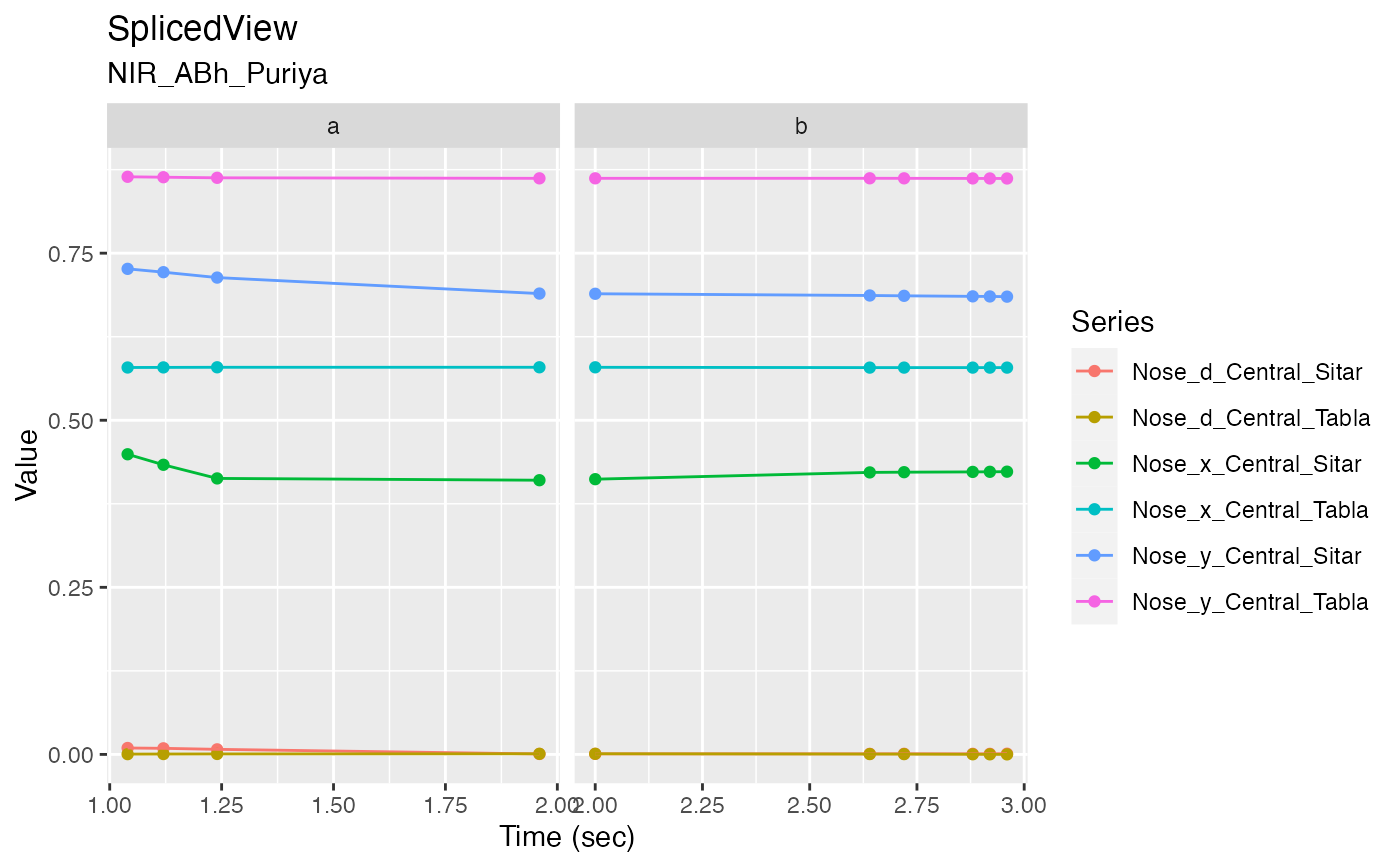 SplicedView
NIR_ABh_Puriya
a
b
0.75
0.50
0.25
0.00
Value
1.00 1.25 1.50 1.75 2.00
2.00 2.25 2.50 2.75 3.00
Time (sec)
Series
Nose_d_Central_Sitar
Nose_d_Central_Tabla
Nose_x_Central_Sitar
Nose_x_Central_Tabla
Nose_y_Central_Sitar
Nose_y_Central_Tabla